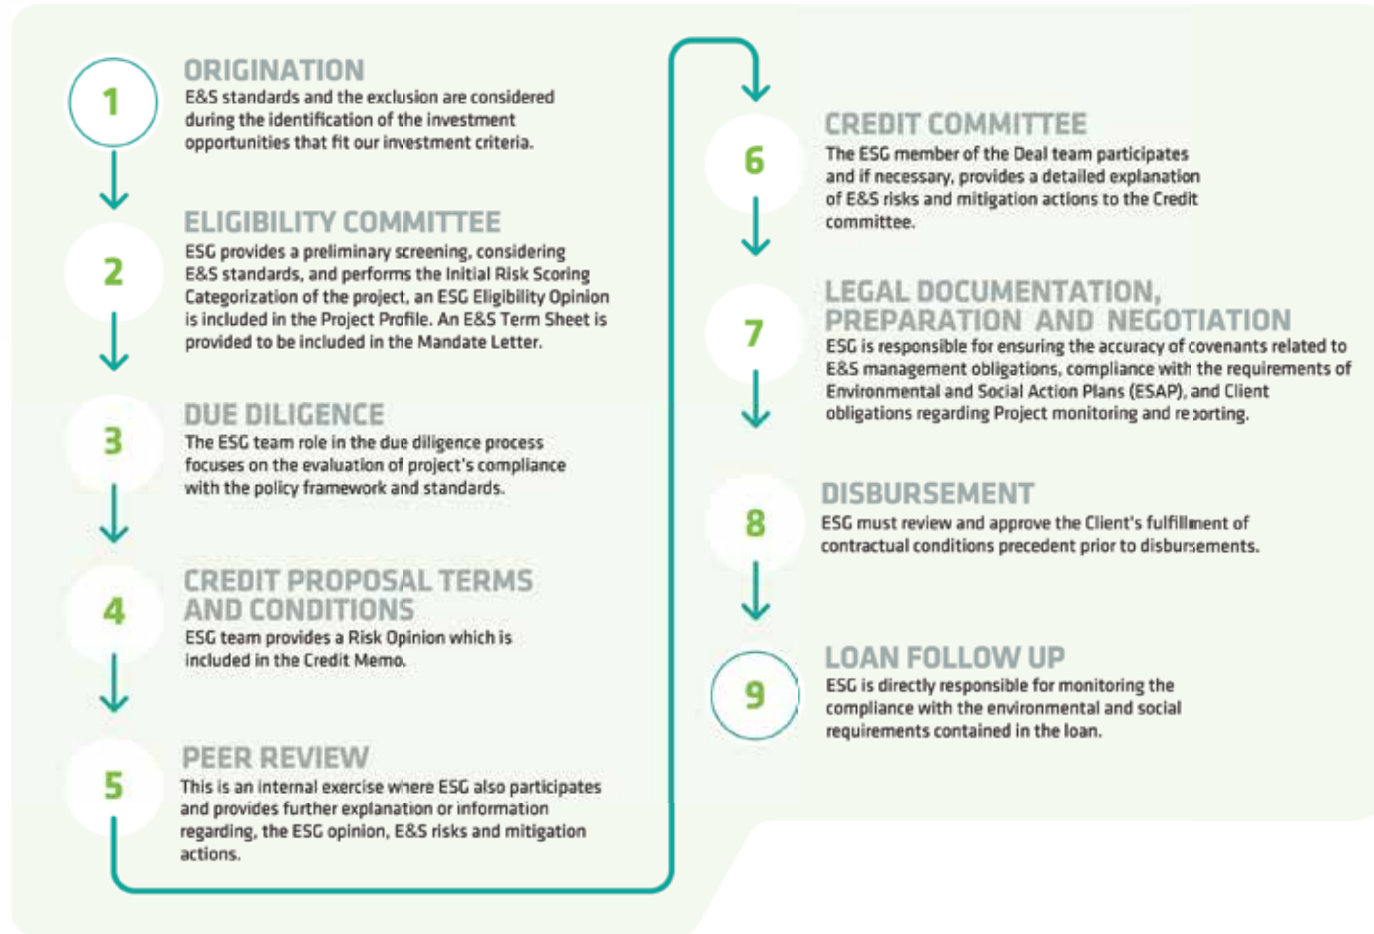 1
ORIGINATION
E&S standards and the exclusion are considered
during the identification of the investment
opportunities that fit our investment criteria.
2
ELIGIBILITY COMMITTEE
ESG provides a preliminary screening, considering
E&S standards, and performs the Initial Risk Scoring
Categorization of the project, an ESG Eligibility Opinion
is included in the Project Profile. An E&S Term Sheet is
provided to be included in the Mandate Letter.
3
DUE DILIGENCE
The ESG team role in the due diligence process
focuses on the evaluation of project's compliance
with the policy framework and standards.
4
CREDIT PROPOSAL TERMS
AND CONDITIONS
ESG team provides a Risk Opinion which is
included in the Credit Memo.
5
PEER REVIEW
This is an internal exercise where ESG also participates
and provides further explanation or information
regarding, the ESG opinion, E&S risks and mitigation
actions.
6
CREDIT COMMITTEE
The ESG member of the Deal team participates
and if necessary, provides a detailed explanation
of E&S risks and mitigation actions to the Credit
committee.
7
LEGAL DOCUMENTATION,
PREPARATION AND NEGOTIATION
ESG is responsible for ensuring the accuracy of covenants related to
E&S management obligations, compliance with the requirements of
Environmental and Social Action Plans (ESAP), and Client
obligations regarding Project monitoring and reporting.
8
DISBURSEMENT
ESG must review and approve the Client's fulfillment of
contractual conditions precedent prior to disbursements.
9
LOAN FOLLOW UP
ESG is directly responsible for monitoring the
compliance with the environmental and social
requirements contained in the loan.